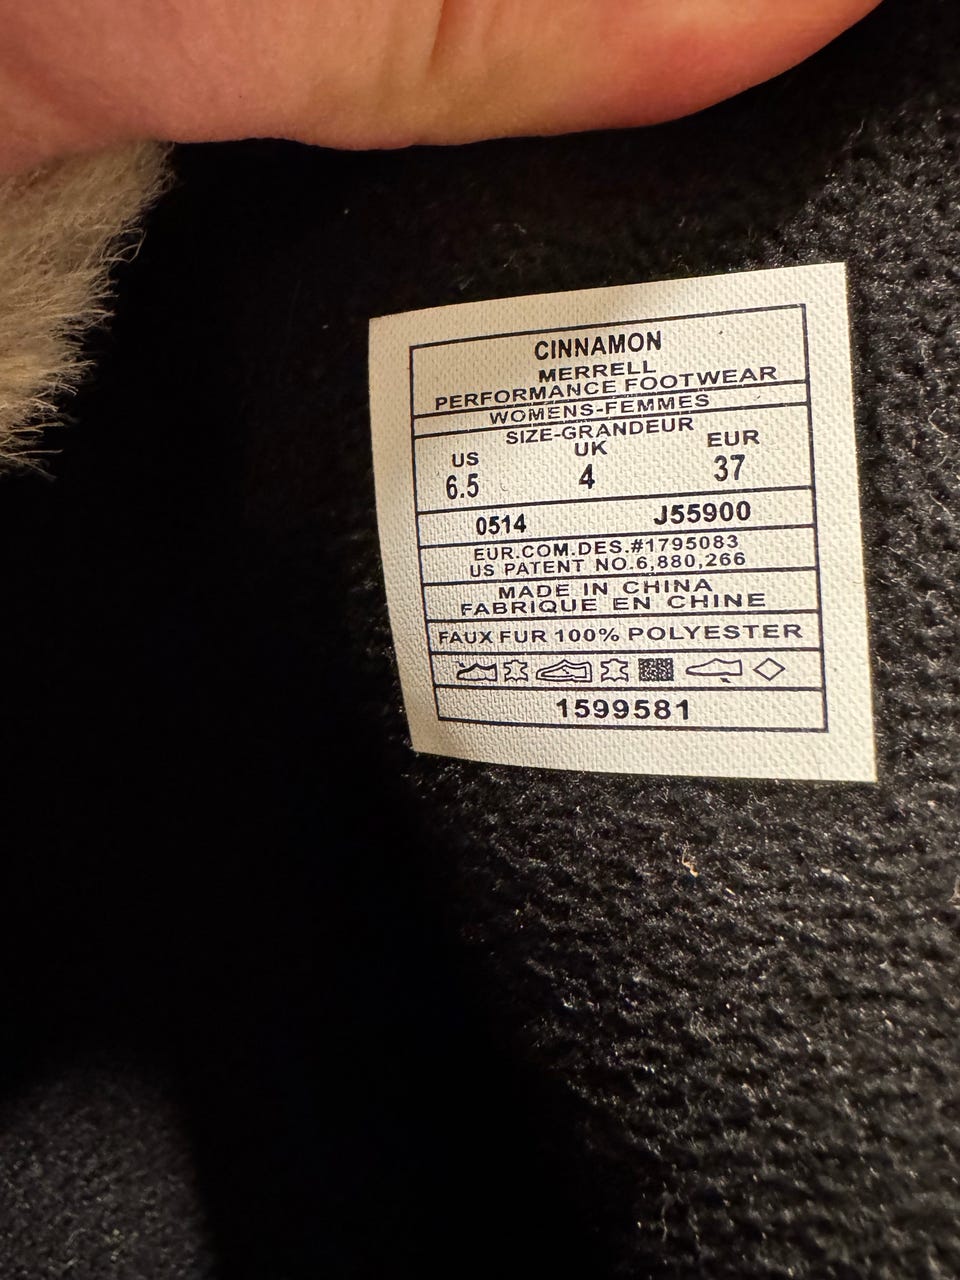 CINNAMON
MERRELL
PERFORMANCE FOOTWEAR
WOMENS-FEMMES
SIZE-GRANDEUR
US UK EUR
6.5 4 37
0514 J55900
EUR.COM.DES.#1795083
US PATENT NO.6,880,266
MADE IN CHINA
FABRIQUE EN CHINE
FAUX FUR 100% POLYESTER
1599581